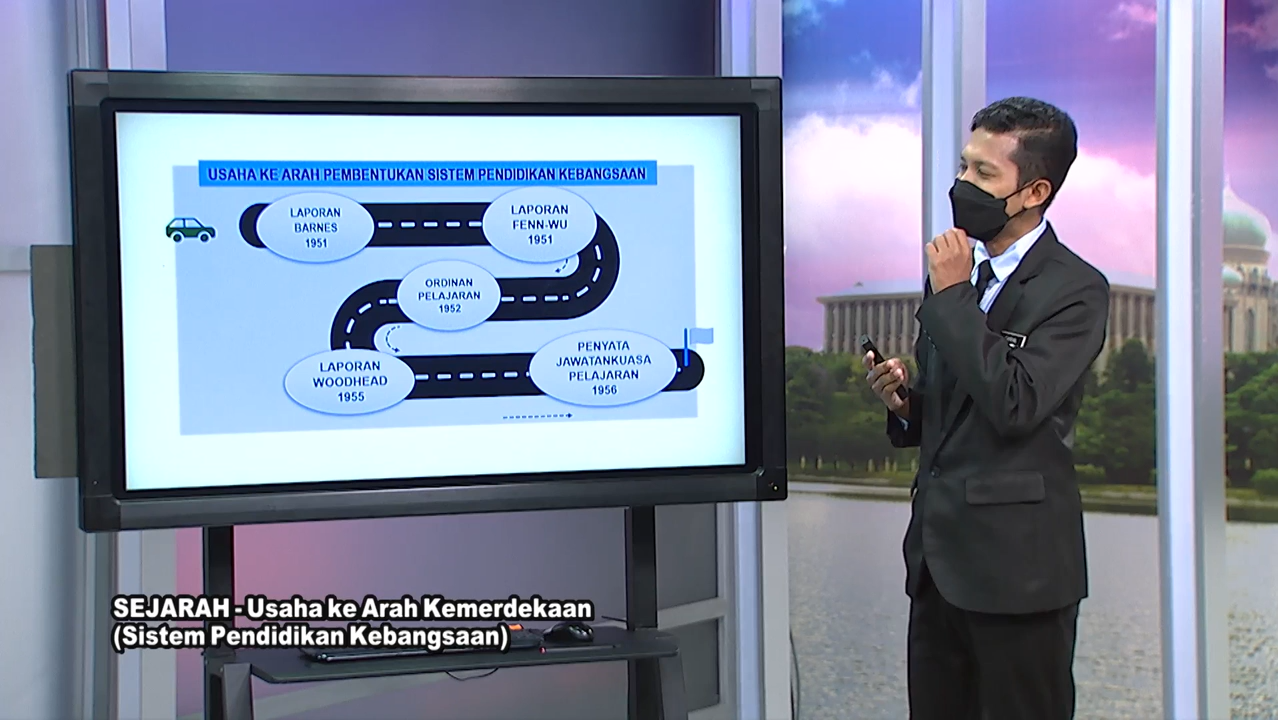 USAHA KE ARAH PEMBENTUKAN SISTEM PENDIDIKAN KEBANGSAAN
LAPORAN
BARNES
1951
LAPORAN
FENN-WU
1951
ORDINAN
PELAJARAN
1952
LAPORAN
WOODHEAD
1955
PENYATA
JAWATANKUASA
PELAJARAN
1956
SEJARAH - Usaha ke Arah Kemerdekaan
(Sistem Pendidikan Kebangsaan)